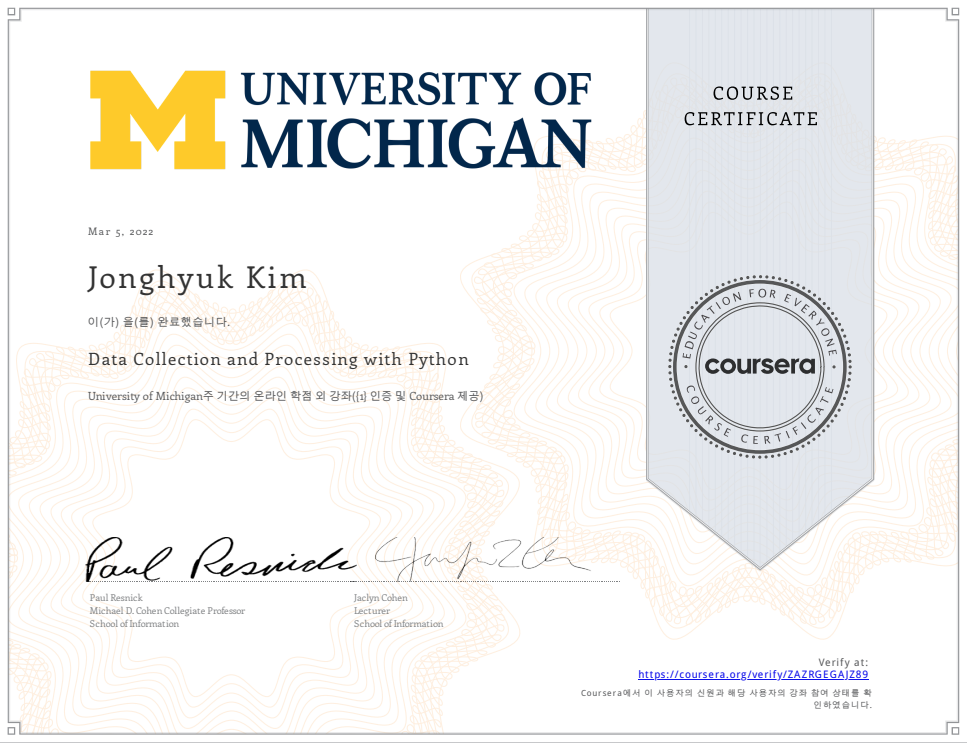 UNIVERSITY OF
MICHIGAN
COURSE
CERTIFICATE
Mar 5, 2022
Jonghyuk Kim
이(가) 을(를) 완료했습니다.
Data Collection and Processing with Python
University of Michigan주 기간의 온라인 학점 외 강좌({1} 인증 및 Coursera 제공)
EDUCATION FOR EVERYONE
coursera
COURSE CERTIFICATE
Paul Resnick
Paul Resnick
Michael D. Cohen Collegiate Professor
School of Information
Jaclyn Cohen
Lecturer
School of Information
Verify at:
https://coursera.org/verify/ZAZRGEGAJZ89
Coursera에서 이 사용자의 신원과 해당 사용자의 강좌 참여 상태를 확
인하였습니다.